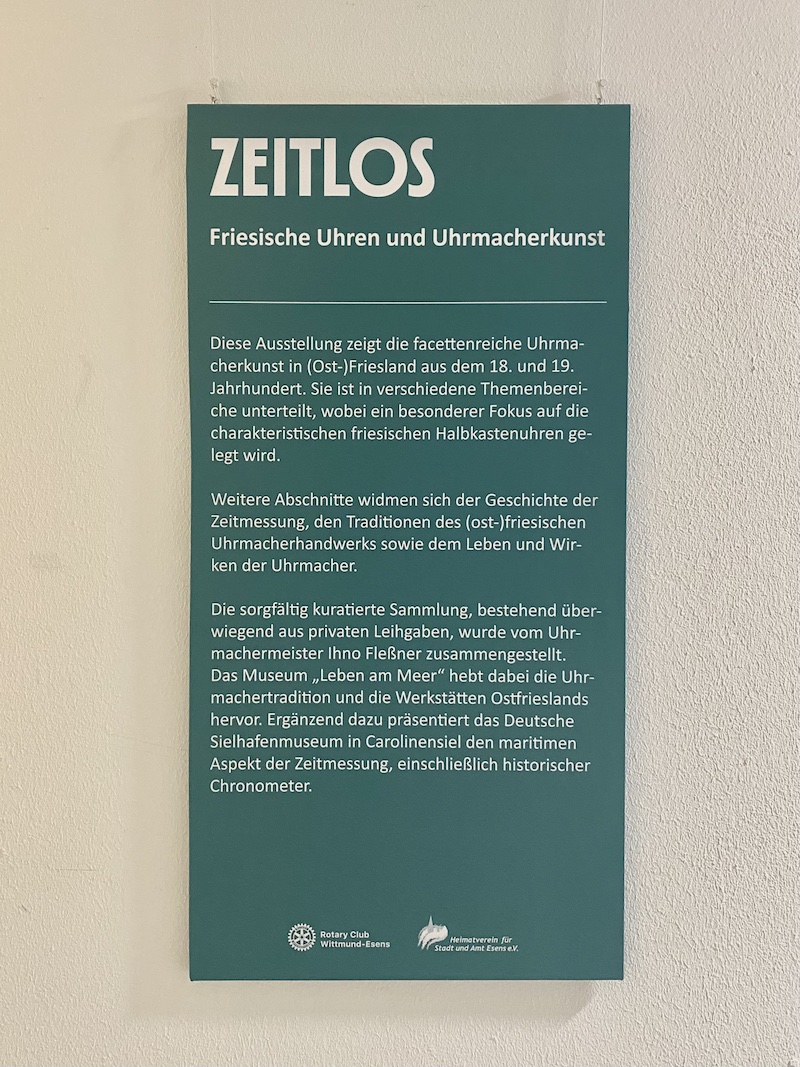 ZEITLOS
Friesische Uhren und Uhrmacherkunst
Diese Ausstellung zeigt die facettenreiche Uhrma-
cherkunst in (Ost-)Friesland aus dem 18. und 19.
Jahrhundert. Sie ist in verschiedene Themenberei-
che unterteilt, wobei ein besonderer Fokus auf die
charakteristischen friesischen Halbkastenuhren ge-
legt wird.
Weitere Abschnitte widmen sich der Geschichte der
Zeitmessung, den Traditionen des (ost-)friesischen
Uhrmacherhandwerks sowie dem Leben und Wir-
ken der Uhrmacher.
Die sorgfältig kuratierte Sammlung, bestehend über-
wiegend aus privaten Leihgaben, wurde vom Uhr-
machermeister Ihno Fleßner zusammengestellt.
Das Museum „Leben am Meer“ hebt dabei die Uhr-
machertradition und die Werkstätten Ostfrieslands
hervor. Ergänzend dazu präsentiert das Deutsche
Sielhafenmuseum in Carolinensiel den maritimen
Aspekt der Zeitmessung, einschließlich historischer
Chronometer.
Rotary Club
Wittmund-Esens
Heimatverein für
Stadt und Amt Esens e.V.